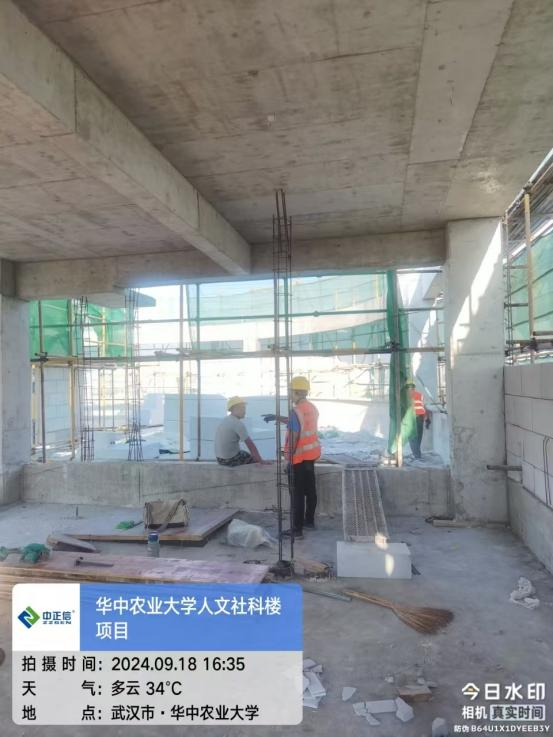 中正信
ZZGEN
华中农业大学人文社科楼
项目
拍摄时间：2024.09.18 16:35
天气：多云 34℃
地点：武汉市·华中农业大学
今日水印
相机 真实时间
防伪 B64U1X1DYEEB3Y